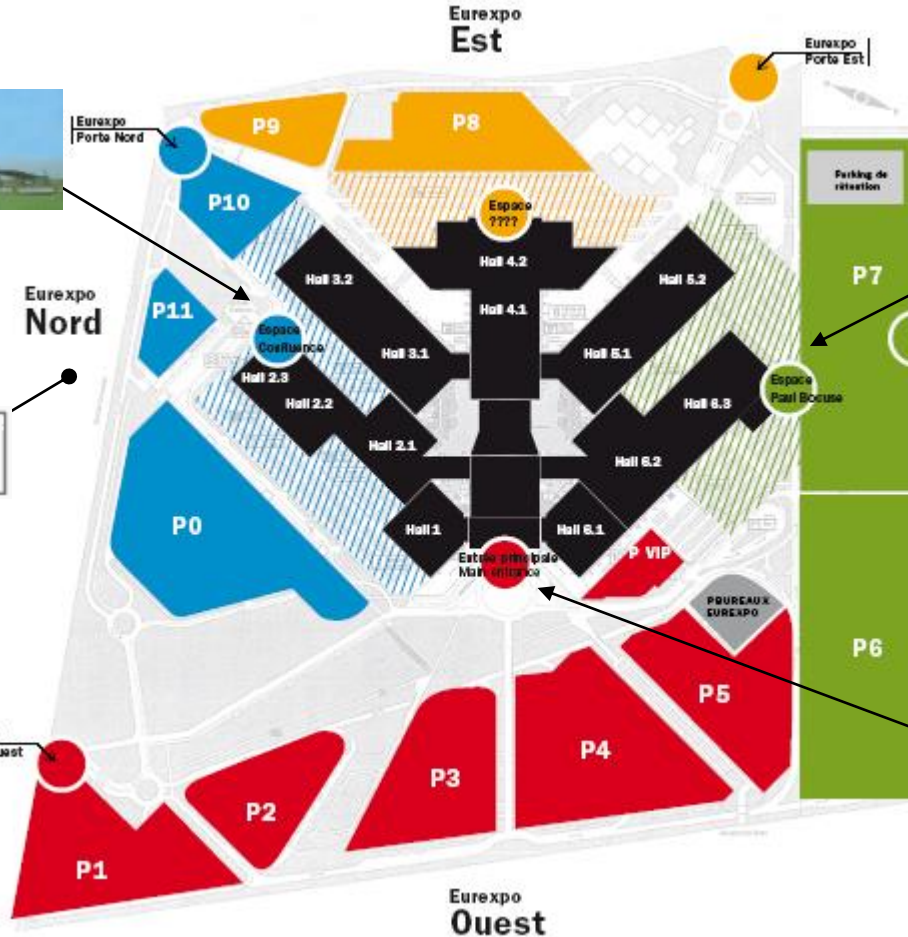 Eurexpo
Est
Eurexpo
Porte Est
Eurexpo
Porte Nord
P9
P8
Parking de
rétention
P10
Espace
????
Hall 4.2
Hall 3.2
Hall 5.2
P7
Eurexpo
Nord
P11
Hall 4.1
Espace
Confluence
Hall 3.1
Hall 5.1
Hall 2.3
Espace
Paul Bocuse
Hall 2.2
Hall 6.3
Hall 2.1
Hall 6.2
P0
Hall 1
Hall 6.1
Entrée principale
Main entrance
P VIP
PBUREAUX
EUREXPO
P6
P5
P4
P3
P2
P1
Eurexpo
Ouest